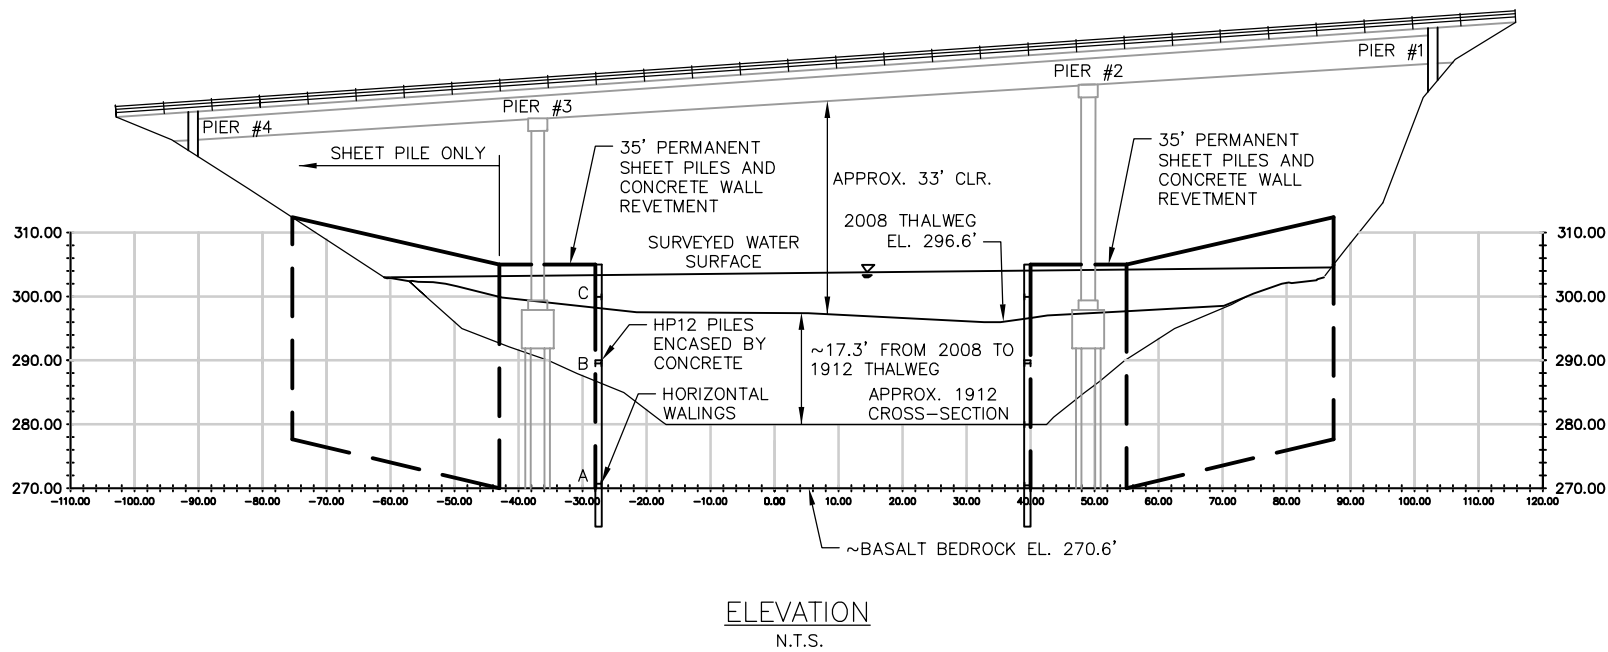 PIER #1
PIER #2
PIER #3
PIER #4
SHEET PILE ONLY
35' PERMANENT
SHEET PILES AND
CONCRETE WALL
REVETMENT
APPROX. 33' CLR.
35' PERMANENT
SHEET PILES AND
CONCRETE WALL
REVETMENT
2008 THALWEG
EL. 296.6'
SURVEYED WATER
SURFACE
310.00
300.00
290.00
280.00
270.00
310.00
300.00
290.00
280.00
270.00
C
B
A
HP12 PILES
ENCASED BY
CONCRETE
HORIZONTAL
WALINGS
~17.3' FROM 2008 TO
1912 THALWEG
APPROX. 1912
CROSS-SECTION
-110.00 -100.00 -90.00 -80.00 -70.00 -60.00 -50.00 -40.00 -30.00 -20.00 -10.00 0.00 10.00 20.00 30.00 40.00 50.00 60.00 70.00 80.00 90.00 100.00 110.00 120.00
~BASALT BEDROCK EL. 270.6'
ELEVATION
N.T.S.